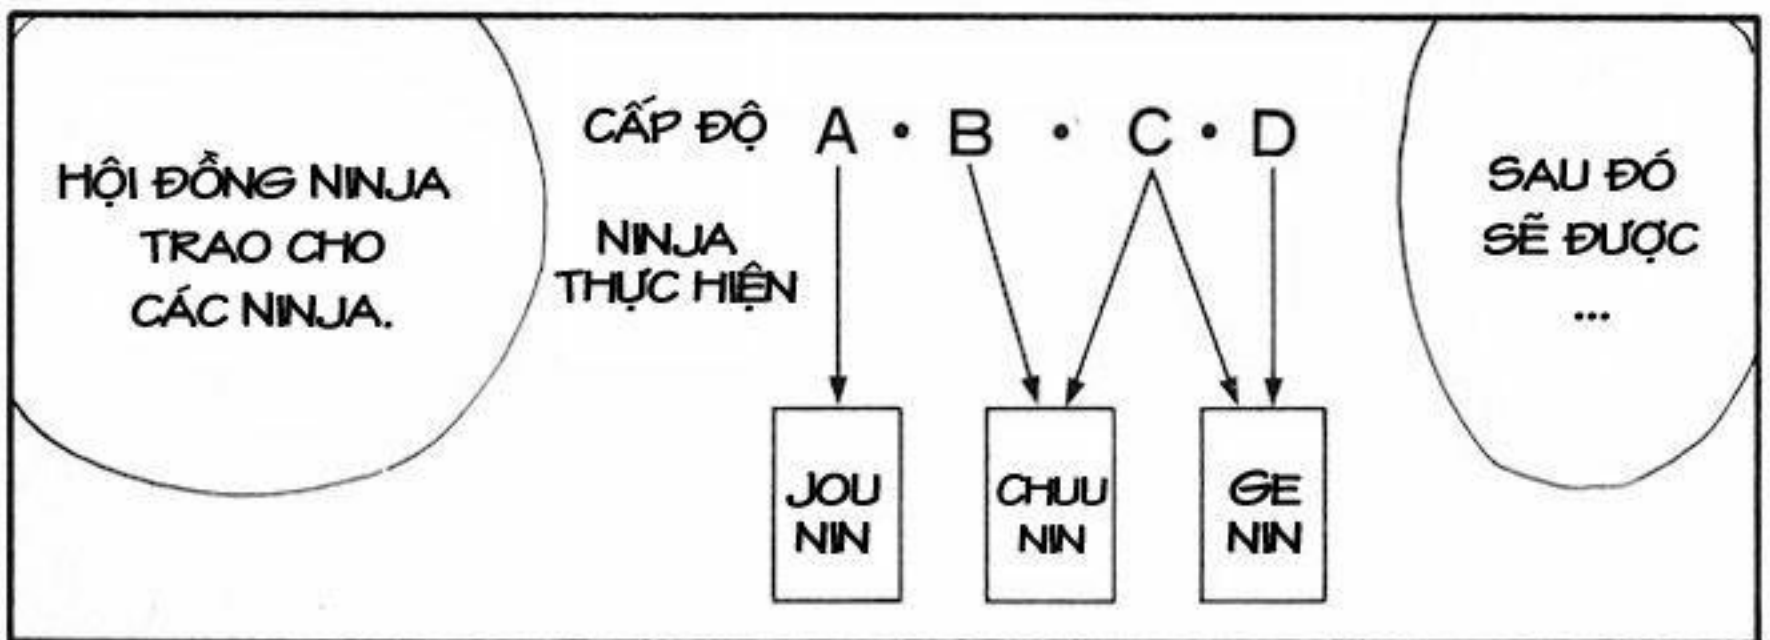 SAU ĐÓ
SẼ ĐƯỢC
...
CẤP ĐỘ A • B • C • D
NINJA
THỰC HIỆN
JOU
NIN
CHUU
NIN
GE
NIN
HỘI ĐỒNG NINJA
TRAO CHO
CÁC NINJA.